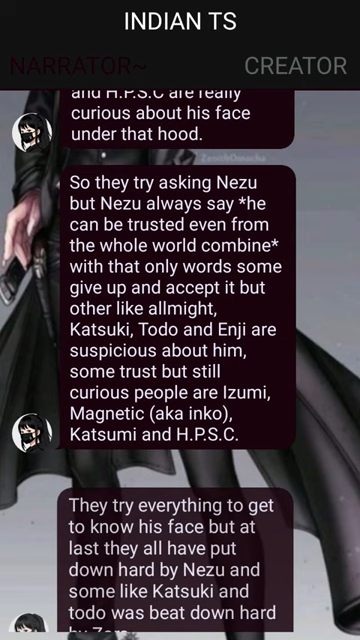 INDIAN TS
NARRATOR~
CREATOR
and H.P.S.C are really
curious about his face
under that hood.
So they try asking Nezu
but Nezu always say *he
can be trusted even from
the whole world combine*
with that only words some
give up and accept it but
other like allmight,
Katsuki, Todo and Enji are
suspicious about him,
some trust but still
curious people are Izumi,
Magnetic (aka inko),
Katsumi and H.P.S.C.
They try everything to get
to know his face but at
last they all have put
down hard by Nezu and
some like Katsuki and
todo was beat down hard
by Zero